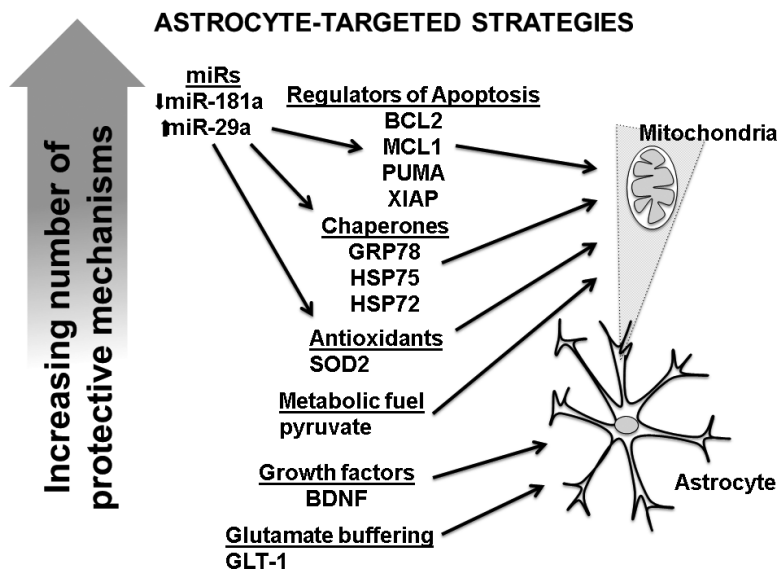 ASTROCYTE-TARGETED STRATEGIES
Increasing number of
protective mechanisms
miRs
⬇miR-181a
⬆miR-29a
Regulators of Apoptosis
BCL2
MCL1
PUMA
XIAP
Chaperones
GRP78
HSP75
HSP72
Antioxidants
SOD2
Metabolic fuel
pyruvate
Growth factors
BDNF
Glutamate buffering
GLT-1
Mitochondria
Astrocyte